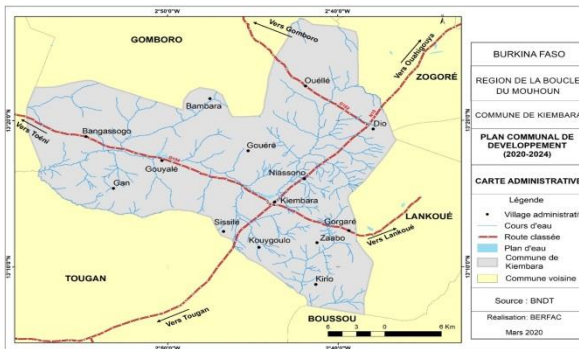 2°50'0"W
2°40'0"W
GOMBORO
Vers Gomboro
Vers Ouahigouya
ZOGORÉ
Ouéllé
Bambara
Dio
Bangassogo
Vers Toéni
Gouéré
Gouyalé
Niassono
Gan
Kiembara
LANKOUÉ
Sissilé
Gorgaré
Vers Lankoué
Kouygoulo
Zaabo
Kirio
TOUGAN
Vers Tougan
BOUSSOU
6 Km
2°50'0"W
BURKINA FASO
REGION DE LA BOUCLE
DU MOUHOUN
COMMUNE DE KIEMBARA
PLAN COMMUNAL DE
DEVELOPPEMENT
(2020-2024)
CARTE ADMINISTRATIVE
Légende
Village administratif
Cours d'eau
Route classée
Plan d'eau
Commune de
Kiembara
Commune voisine
Source : BNDT
Réalisation: BERFAC
Mars 2020